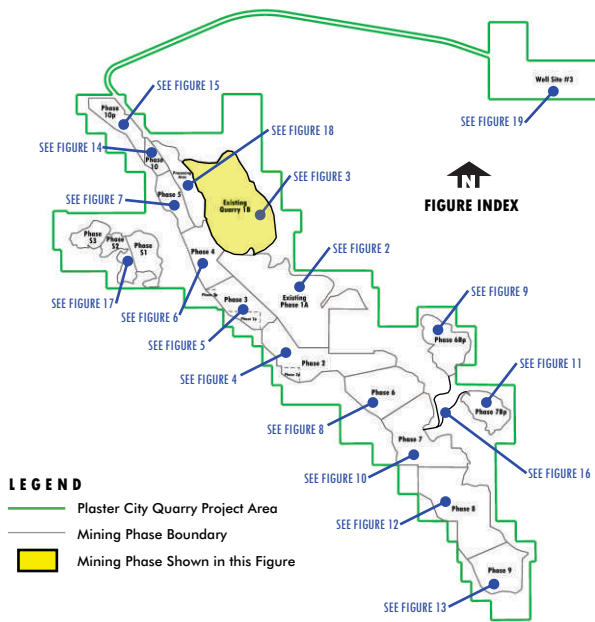 SEE FIGURE 15
Well Site #3
Phase
10p
SEE FIGURE 19
SEE FIGURE 18
SEE FIGURE 14
Phase
10
Processing
Area
SEE FIGURE 3
N
FIGURE INDEX
SEE FIGURE 7
Phase 5
Existing
Quarry 1B
Phase
S3
Phase
S2
Phase
S1
Phase 4
SEE FIGURE 2
SEE FIGURE 9
SEE FIGURE 17
SEE FIGURE 6
Phase 3
Existing
Phase 1A
Phase 6Bp
SEE FIGURE 5
SEE FIGURE 11
SEE FIGURE 4
Phase 2
Phase 6
Phase 7Bp
SEE FIGURE 8
Phase 7
SEE FIGURE 10
SEE FIGURE 16
LEGEND
Plaster City Quarry Project Area
Mining Phase Boundary
Mining Phase Shown in this Figure
Phase 8
SEE FIGURE 12
Phase 9
SEE FIGURE 13